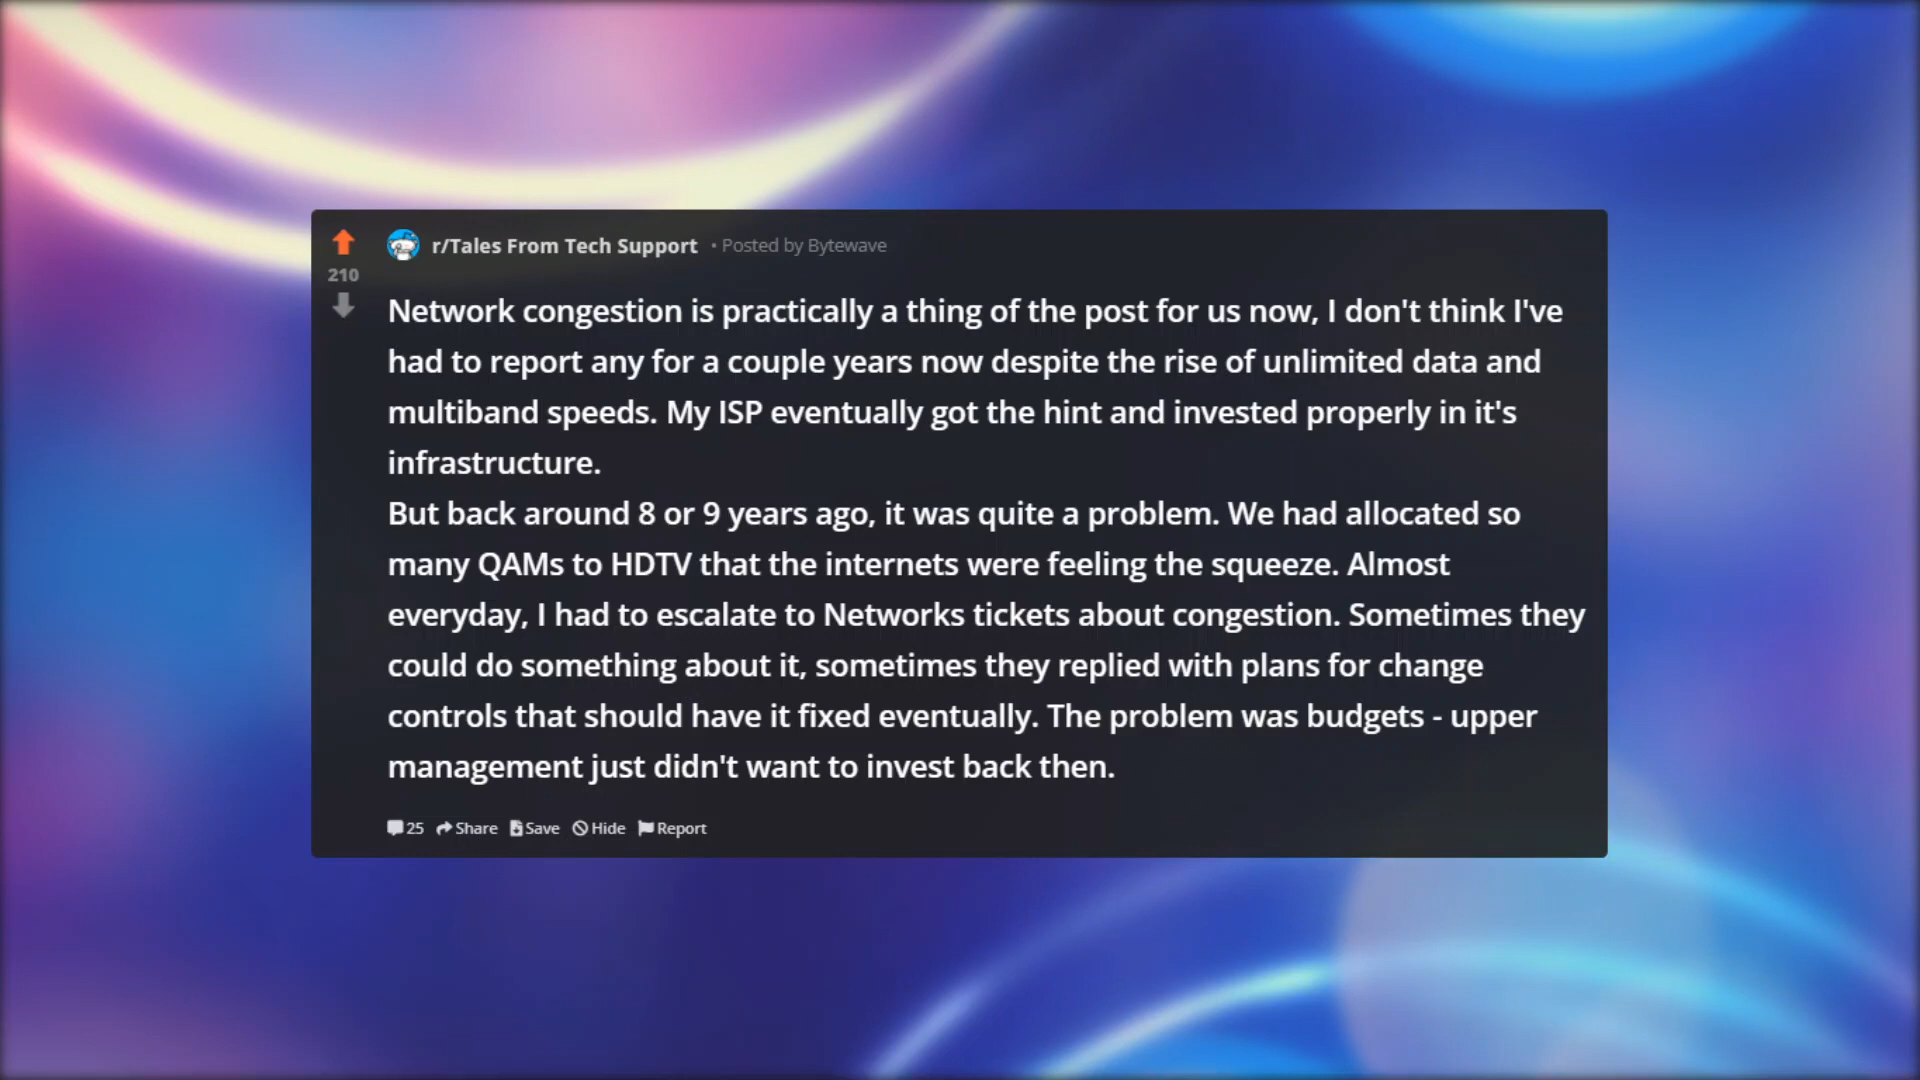 r/Tales From Tech Support • Posted by Bytewave
210
Network congestion is practically a thing of the post for us now, I don't think I've
had to report any for a couple years now despite the rise of unlimited data and
multiband speeds. My ISP eventually got the hint and invested properly in it's
infrastructure.
But back around 8 or 9 years ago, it was quite a problem. We had allocated so
many QAMs to HDTV that the internets were feeling the squeeze. Almost
everyday, I had to escalate to Networks tickets about congestion. Sometimes they
could do something about it, sometimes they replied with plans for change
controls that should have it fixed eventually. The problem was budgets - upper
management just didn't want to invest back then.
25 Share Save Hide Report